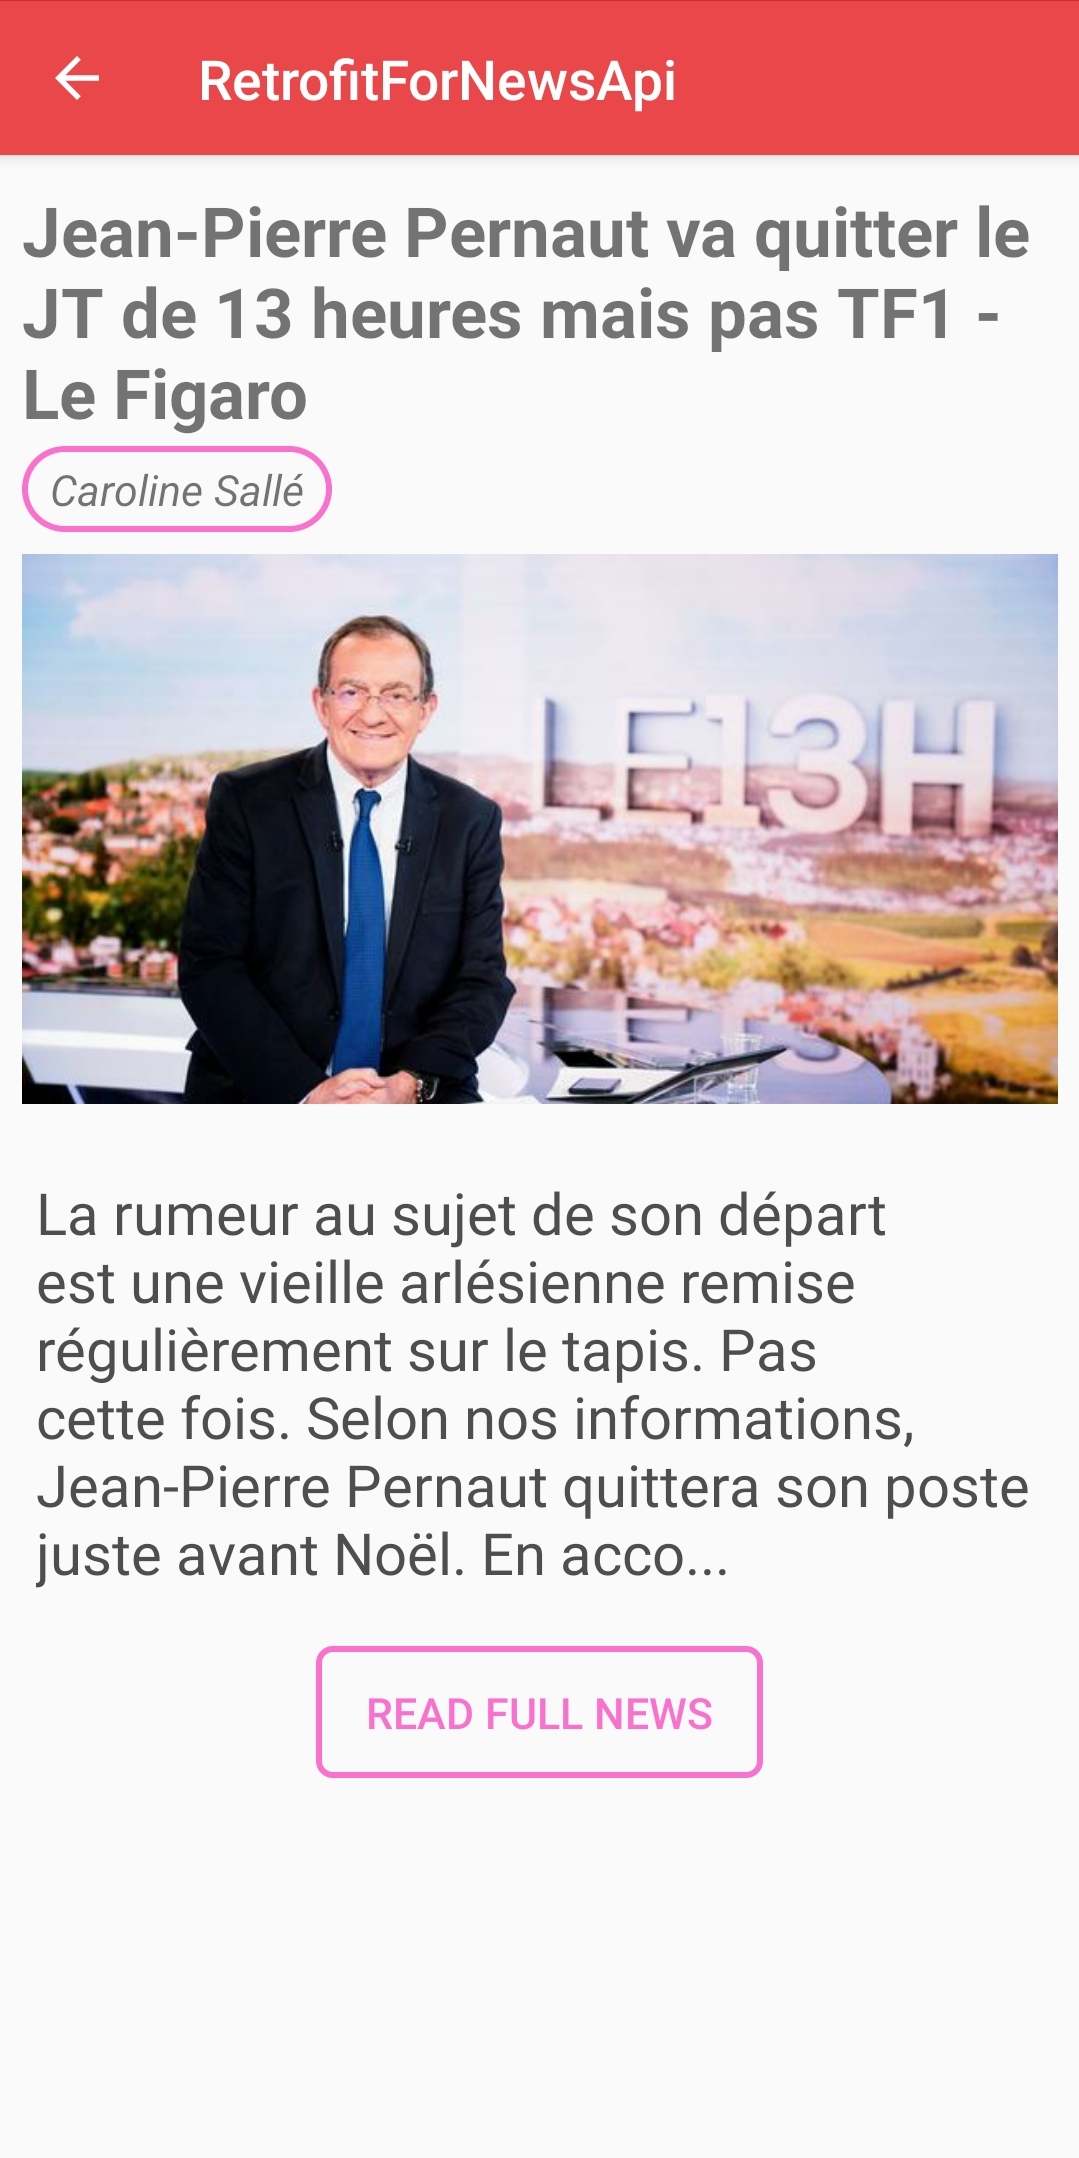 RetrofitForNewsApi
Jean-Pierre Pernaut va quitter le
JT de 13 heures mais pas TF1 -
Le Figaro
Caroline Sallé
LE13H
La rumeur au sujet de son départ
est une vieille arlésienne remise
régulièrement sur le tapis. Pas
cette fois. Selon nos informations,
Jean-Pierre Pernaut quittera son poste
juste avant Noël. En acco...
READ FULL NEWS